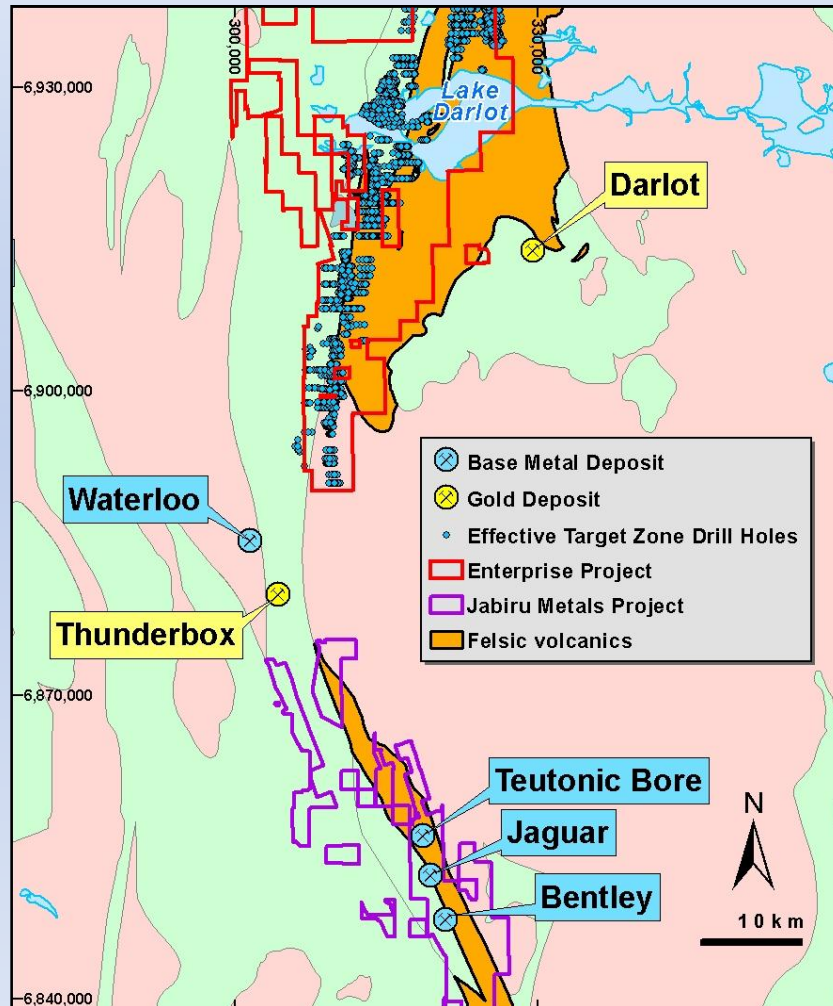 300,000
330,000
6,930,000
Lake
Darlot
Darlot
6,900,000
Base Metal Deposit
Gold Deposit
Effective Target Zone Drill Holes
Enterprise Project
Jabiru Metals Project
Felsic volcanics
Waterloo
Thunderbox
6,870,000
Teutonic Bore
Jaguar
Bentley
N
10 km
6,840,000